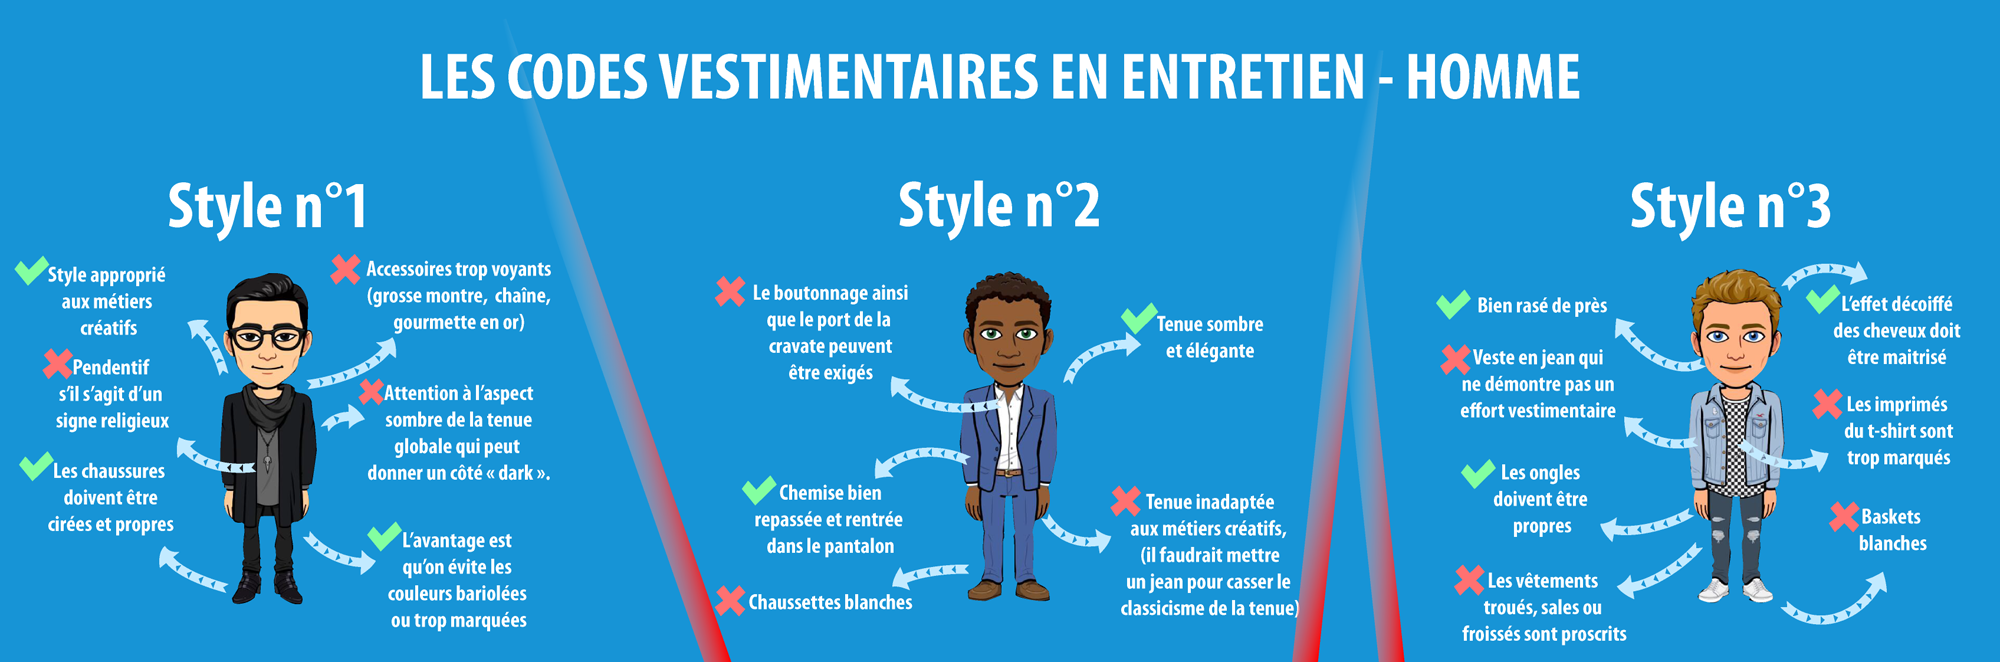 LES CODES VESTIMENTAIRES EN ENTRETIEN - HOMME
Style n°1
Style approprié
aux métiers
créatifs
Pendentif
s'il s'agit d'un
signe religieux
Les chaussures
doivent être
cirées et propres
Accessoires trop voyants
(grosse montre, chaîne,
gourmette en or)
Attention à l'aspect
sombre de la tenue
globale qui peut
donner un côté « dark ».
L'avantage est
qu'on évite les
couleurs bariolées
ou trop marquées
Style n°2
Le boutonnage ainsi
que le port de la
cravate peuvent
être exigés
Chemise bien
repassée et rentrée
dans le pantalon
Chaussettes blanches
Tenue sombre
et élégante
Tenue inadaptée
aux métiers créatifs,
(il faudrait mettre
un jean pour casser le
classicisme de la tenue)
Style n°3
Bien rasé de près
Veste en jean qui
ne démontre pas un
effort vestimentaire
Les ongles
doivent être
propres
Les vêtements
troués, sales ou
froissés sont proscrits
L'effet décoiffé
des cheveux doit
être maitrisé
Les imprimés
du t-shirt sont
trop marqués
Baskets
blanches